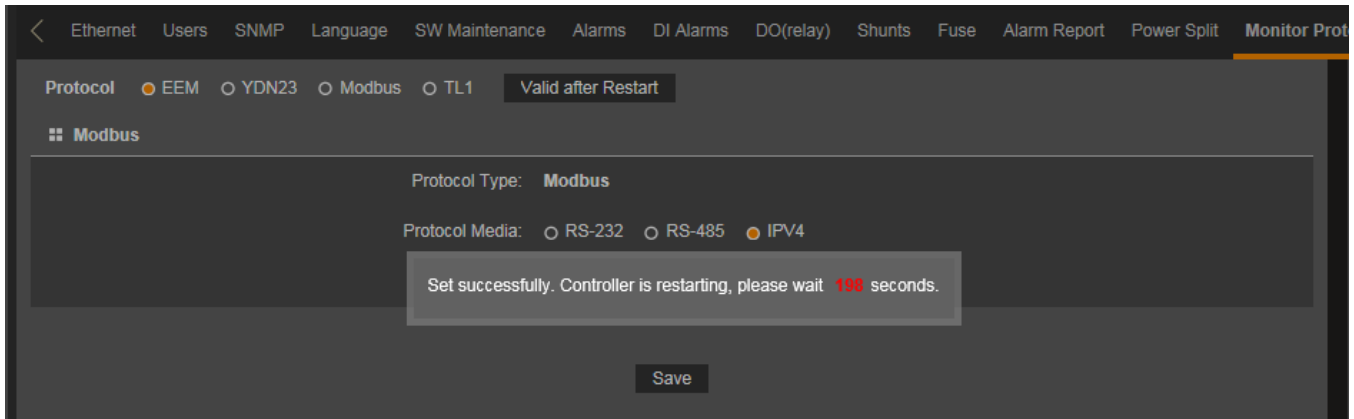 Ethernet Users SNMP Language SW Maintenance Alarms DI Alarms DO(relay) Shunts Fuse Alarm Report Power Split Monitor Prot
Protocol EEM YDN23 Modbus TL1 Valid after Restart
Modbus
Protocol Type: Modbus
Protocol Media: RS-232 RS-485 IPV4
Set successfully. Controller is restarting, please wait 198 seconds.
Save